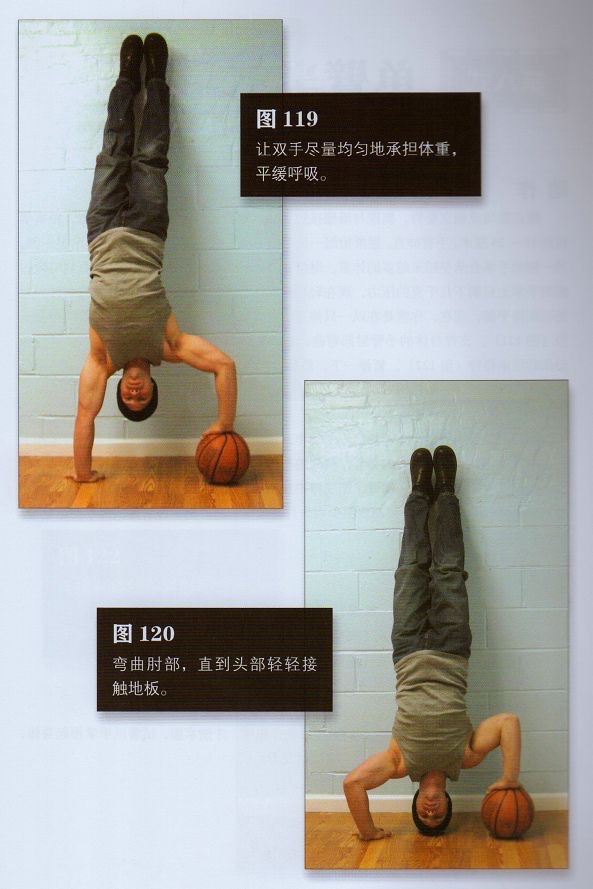 图 119
让双手尽量均匀地承担体重，
平缓呼吸。
图 120
弯曲肘部，直到头部轻轻接
触地板。